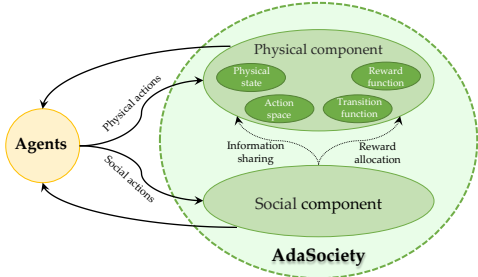 Physical component
Physical
state
Reward
function
Action
space
Transition
function
Physical actions
Agents
Social actions
Information
sharing
Reward
allocation
Social component
AdaSociety